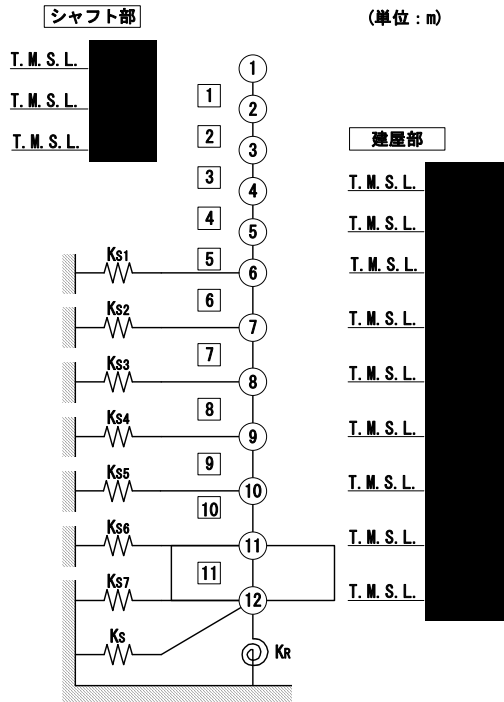 シャフト部
(単位：m)
T. M. S. L.
T. M. S. L.
T. M. S. L.
建屋部
T. M. S. L.
T. M. S. L.
T. M. S. L.
T. M. S. L.
T. M. S. L.
T. M. S. L.
T. M. S. L.
T. M. S. L.
T. M. S. L.
1
2
3
4
5
6
7
8
9
10
11
1
2
3
4
5
6
7
8
9
10
11
12
KS1
KS2
KS3
KS4
KS5
KS6
KS7
KS
KR